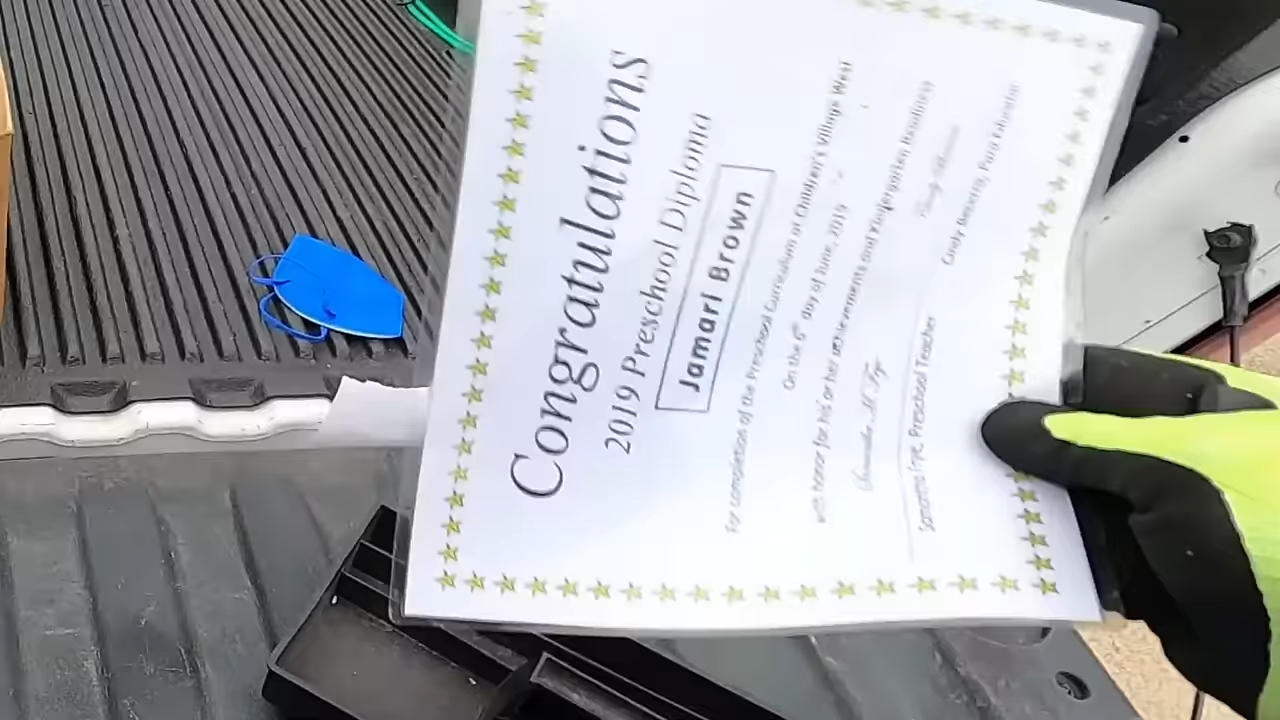 Congratulations
2019 Preschool Diploma
Jamari Brown
For completion of the Preschool Curriculum at Children's Village West
On the 6th day of June, 2019
with honor for his or her achievements and Kindergarten Readiness
Samantha Frye, Preschool Teacher
Cindy Para Educator